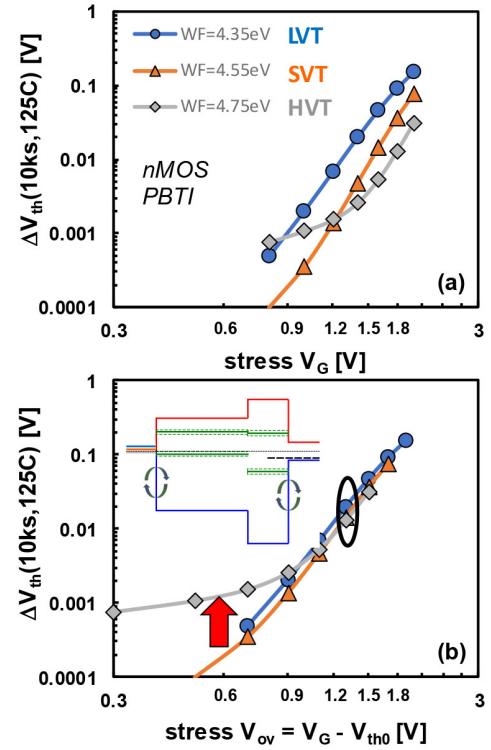 WF=4.35eV LVT
WF=4.55eV SVT
WF=4.75eV HVT
nMOS
PBTI
(a)
ΔVth(10ks,125C) [V]
1
0.1
0.01
0.001
0.0001
0.3 0.6 0.9 1.2 1.5 1.8 3
stress VG [V]
ΔVth(10ks,125C) [V]
1
0.1
0.01
0.001
0.0001
(b)
0.3 0.6 0.9 1.2 1.5 1.8 3
stress Vov = VG - Vth0 [V]